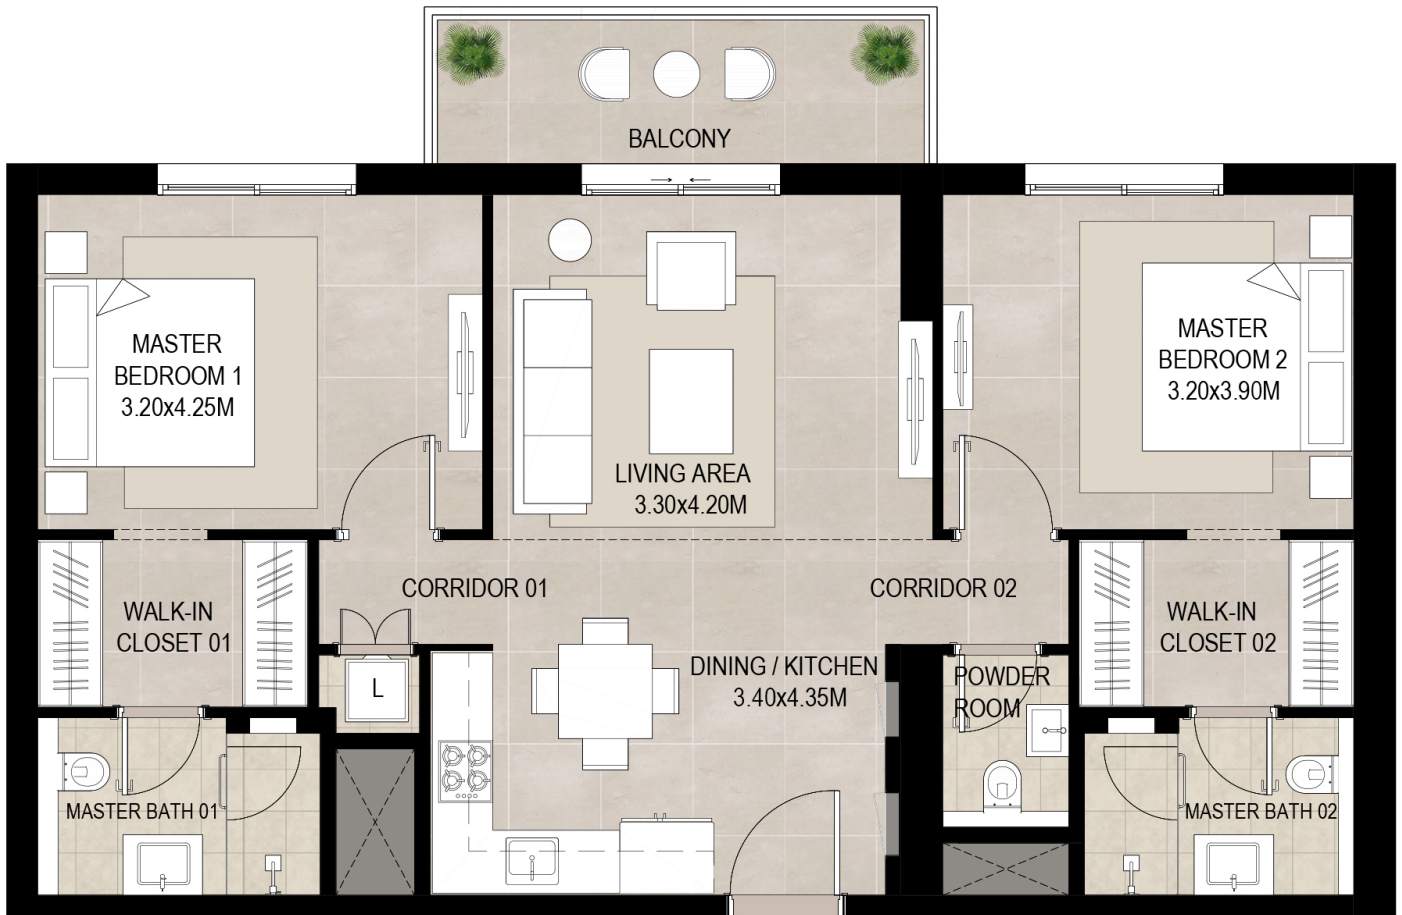 BALCONY
MASTER
BEDROOM 1
3.20x4.25M
MASTER
BEDROOM 2
3.20x3.90M
LIVING AREA
3.30x4.20M
CORRIDOR 01
CORRIDOR 02
WALK-IN
CLOSET 01
WALK-IN
CLOSET 02
L
DINING / KITCHEN
3.40x4.35M
POWDER
ROOM
MASTER BATH 01
MASTER BATH 02